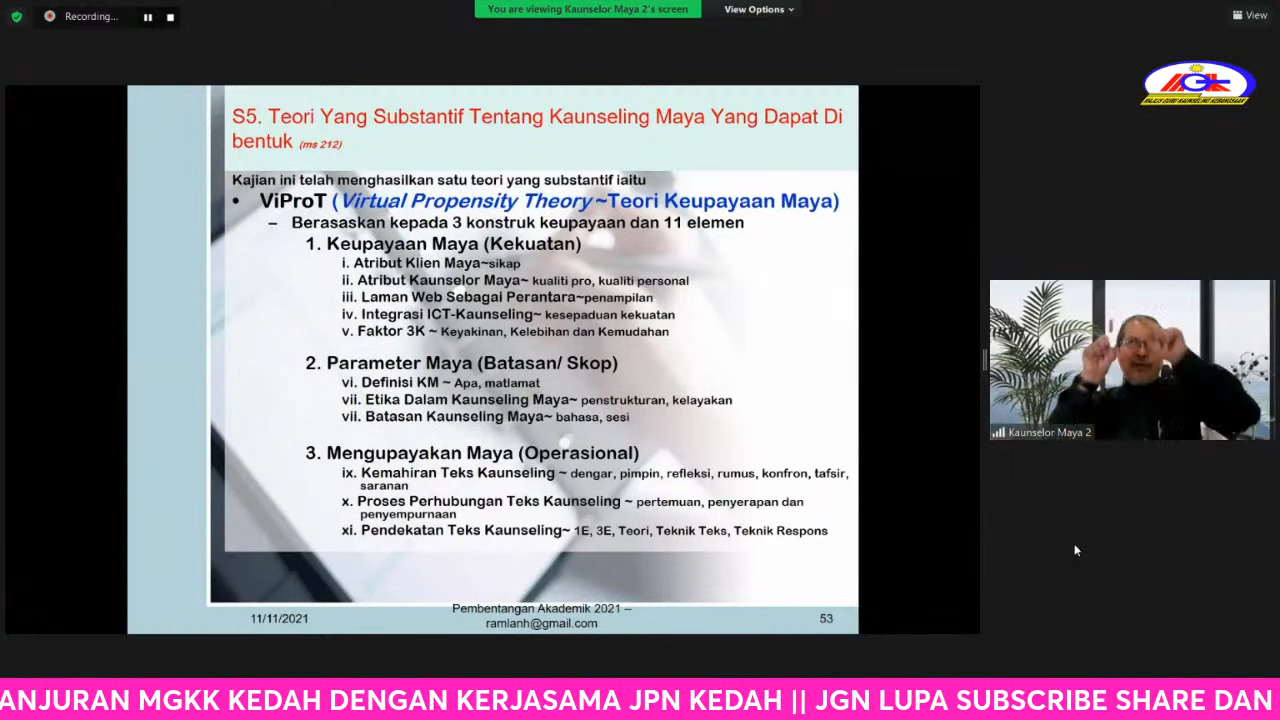 Recording...
You are viewing Kaunselor Maya 2's screen
View Options
View
MAJLIS GURU KAUNSELING KEBANGSAAN
S5. Teori Yang Substantif Tentang Kaunseling Maya Yang Dapat Di
bentuk (ms 212)
Kajian ini telah menghasilkan satu teori yang substantif iaitu
• ViProT (Virtual Propensity Theory ~Teori Keupayaan Maya)
– Berasaskan kepada 3 konstruk keupayaan dan 11 elemen
1. Keupayaan Maya (Kekuatan)
i. Atribut Klien Maya~sikap
ii. Atribut Kaunselor Maya~ kualiti pro, kualiti personal
iii. Laman Web Sebagai Perantara~penampilan
iv. Integrasi ICT-Kaunseling~ kesepaduan kekuatan
v. Faktor 3K ~ Keyakinan, Kelebihan dan Kemudahan
2. Parameter Maya (Batasan/ Skop)
vi. Definisi KM ~ Apa, matlamat
vii. Etika Dalam Kaunseling Maya~ penstrukturan, kelayakan
vii. Batasan Kaunseling Maya~ bahasa, sesi
3. Mengupayakan Maya (Operasional)
ix. Kemahiran Teks Kaunseling ~ dengar, pimpin, refleksi, rumus, konfron, tafsir,
saranan
x. Proses Perhubungan Teks Kaunseling ~ pertemuan, penyerapan dan
penyempurnaan
xi. Pendekatan Teks Kaunseling~ 1E, 3E, Teori, Teknik Teks, Teknik Respons
11/11/2021
Pembentangan Akademik 2021 –
ramlanh@gmail.com
53
Kaunselor Maya 2
ANJURAN MGKK KEDAH DENGAN KERJASAMA JPN KEDAH || JGN LUPA SUBSCRIBE SHARE DAN